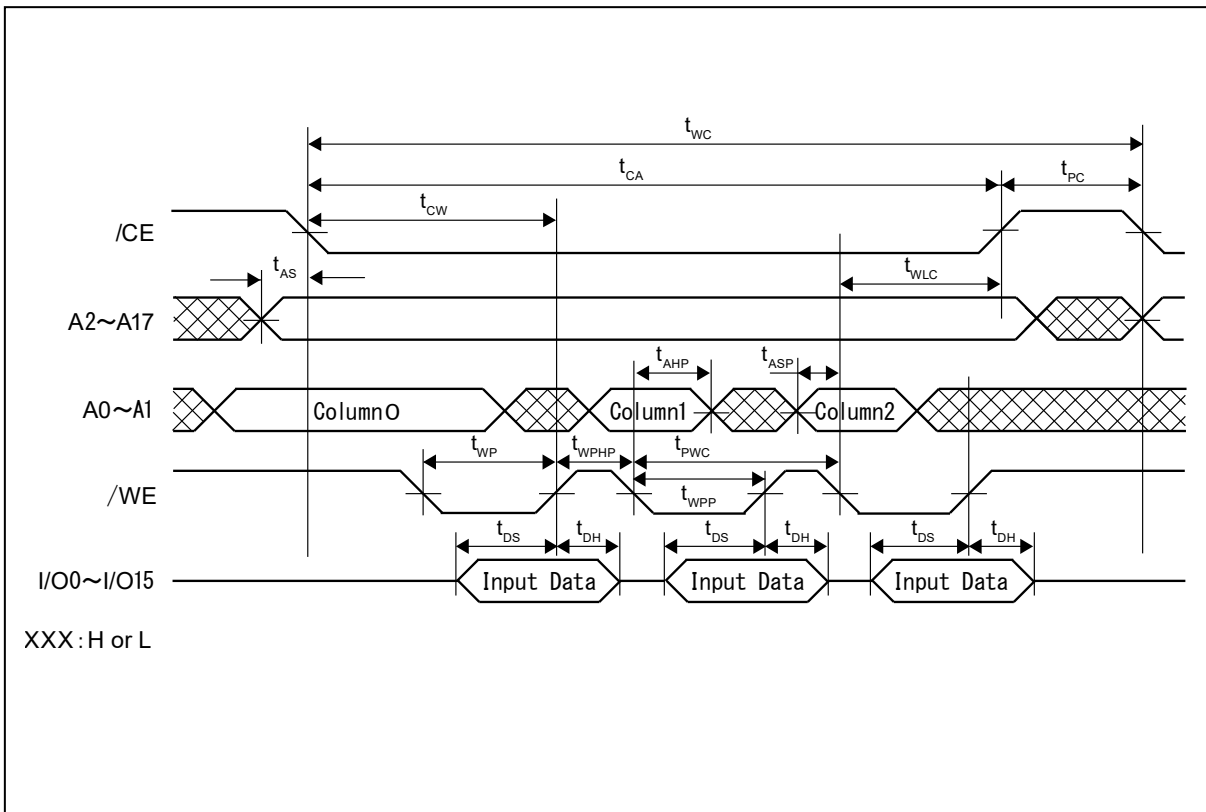 tWC
tCA
tPC
tCW
/CE
tAS
tWLC
A2～A17
tAHP
tASP
A0～A1
Column0
Column1
Column2
tWP
tWPHP
tPWC
/WE
tWPP
tDS
tDH
tDS
tDH
tDS
tDH
I/O0～I/O15
Input Data
Input Data
Input Data
XXX:H or L